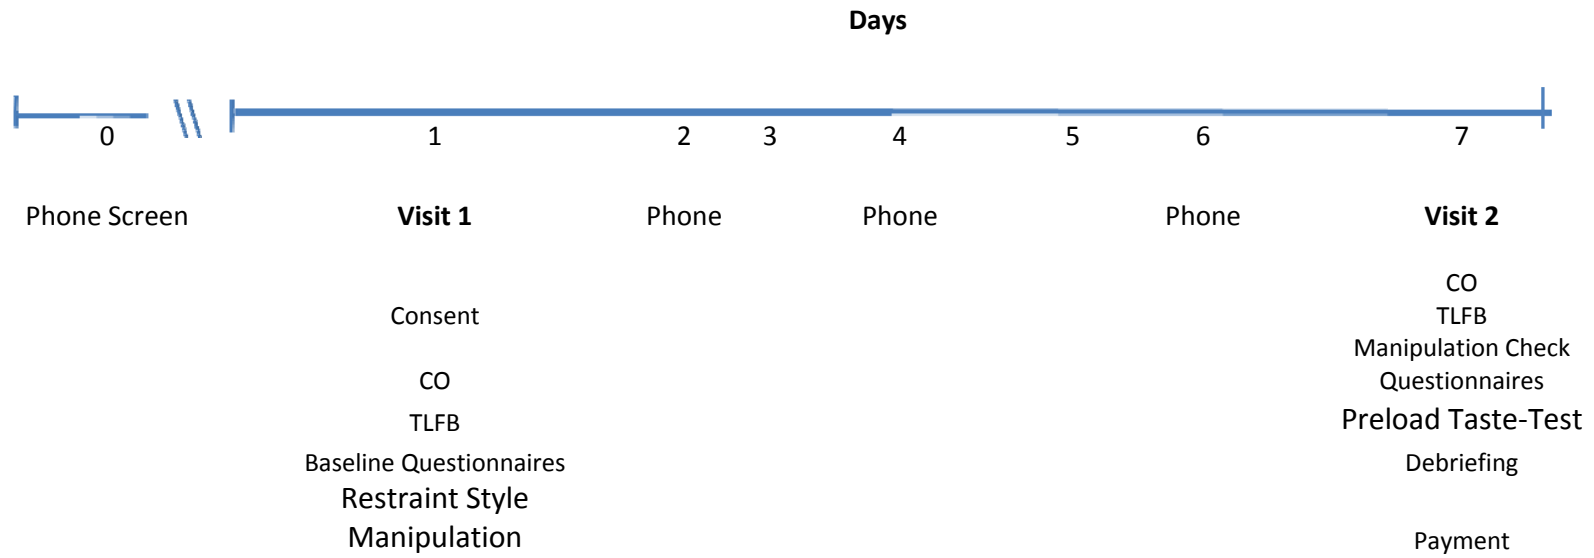 Days
0 1 2 3 4 5 6 7
Phone Screen Visit 1 Phone Phone Phone Visit 2
CO
Consent TLFB
Manipulation Check
CO Questionnaires
TLFB Preload Taste-Test
Baseline Questionnaires Debriefing
Restraint Style
Manipulation Payment